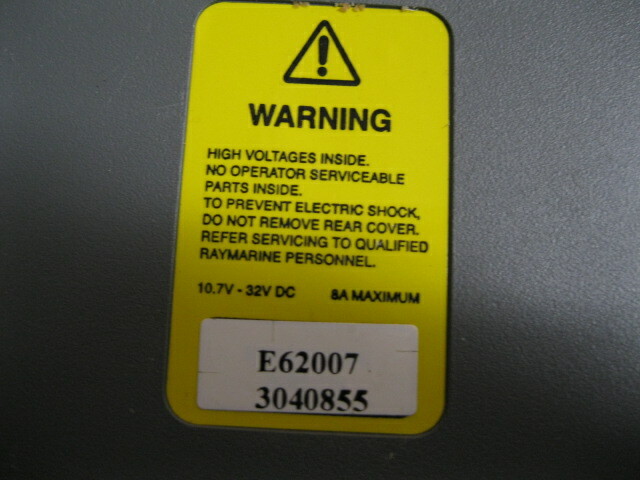 WARNING
HIGH VOLTAGES INSIDE.
NO OPERATOR SERVICEABLE
PARTS INSIDE.
TO PREVENT ELECTRIC SHOCK,
DO NOT REMOVE REAR COVER.
REFER SERVICING TO QUALIFIED
RAYMARINE PERSONNEL.
10.7V - 32V DC 8A MAXIMUM
E62007
3040855